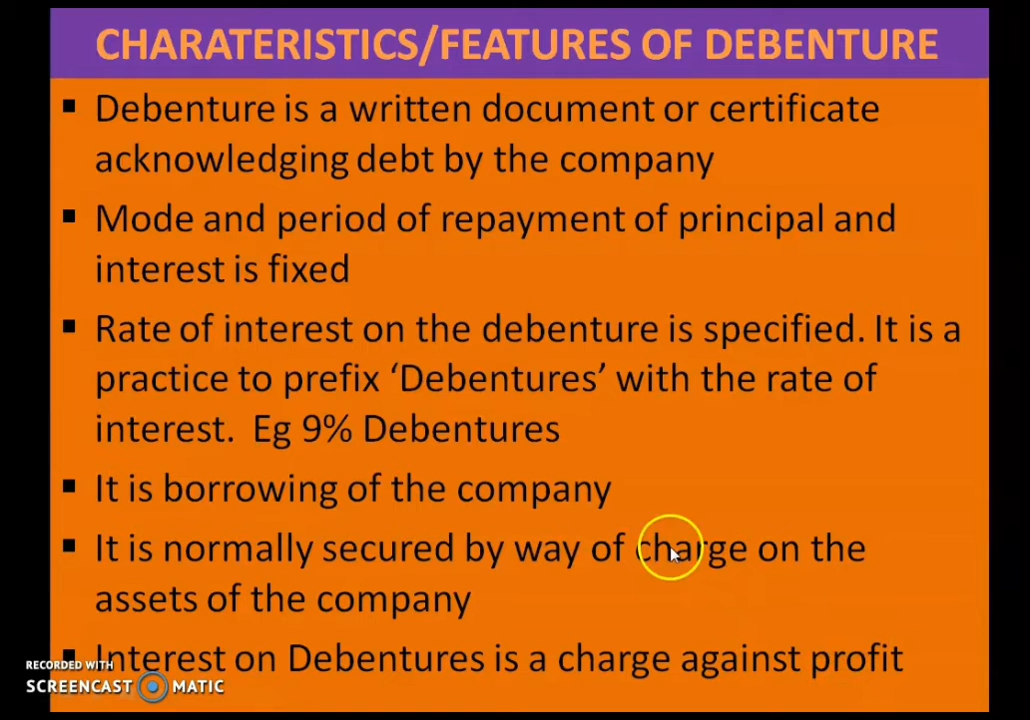 CHARATERISTICS/FEATURES OF DEBENTURE
▪ Debenture is a written document or certificate
acknowledging debt by the company
▪ Mode and period of repayment of principal and
interest is fixed
▪ Rate of interest on the debenture is specified. It is a
practice to prefix ‘Debentures’ with the rate of
interest.  Eg 9% Debentures
▪ It is borrowing of the company
▪ It is normally secured by way of charge on the
assets of the company
▪ Interest on Debentures is a charge against profit
RECORDED WITH
SCREENCAST MATIC